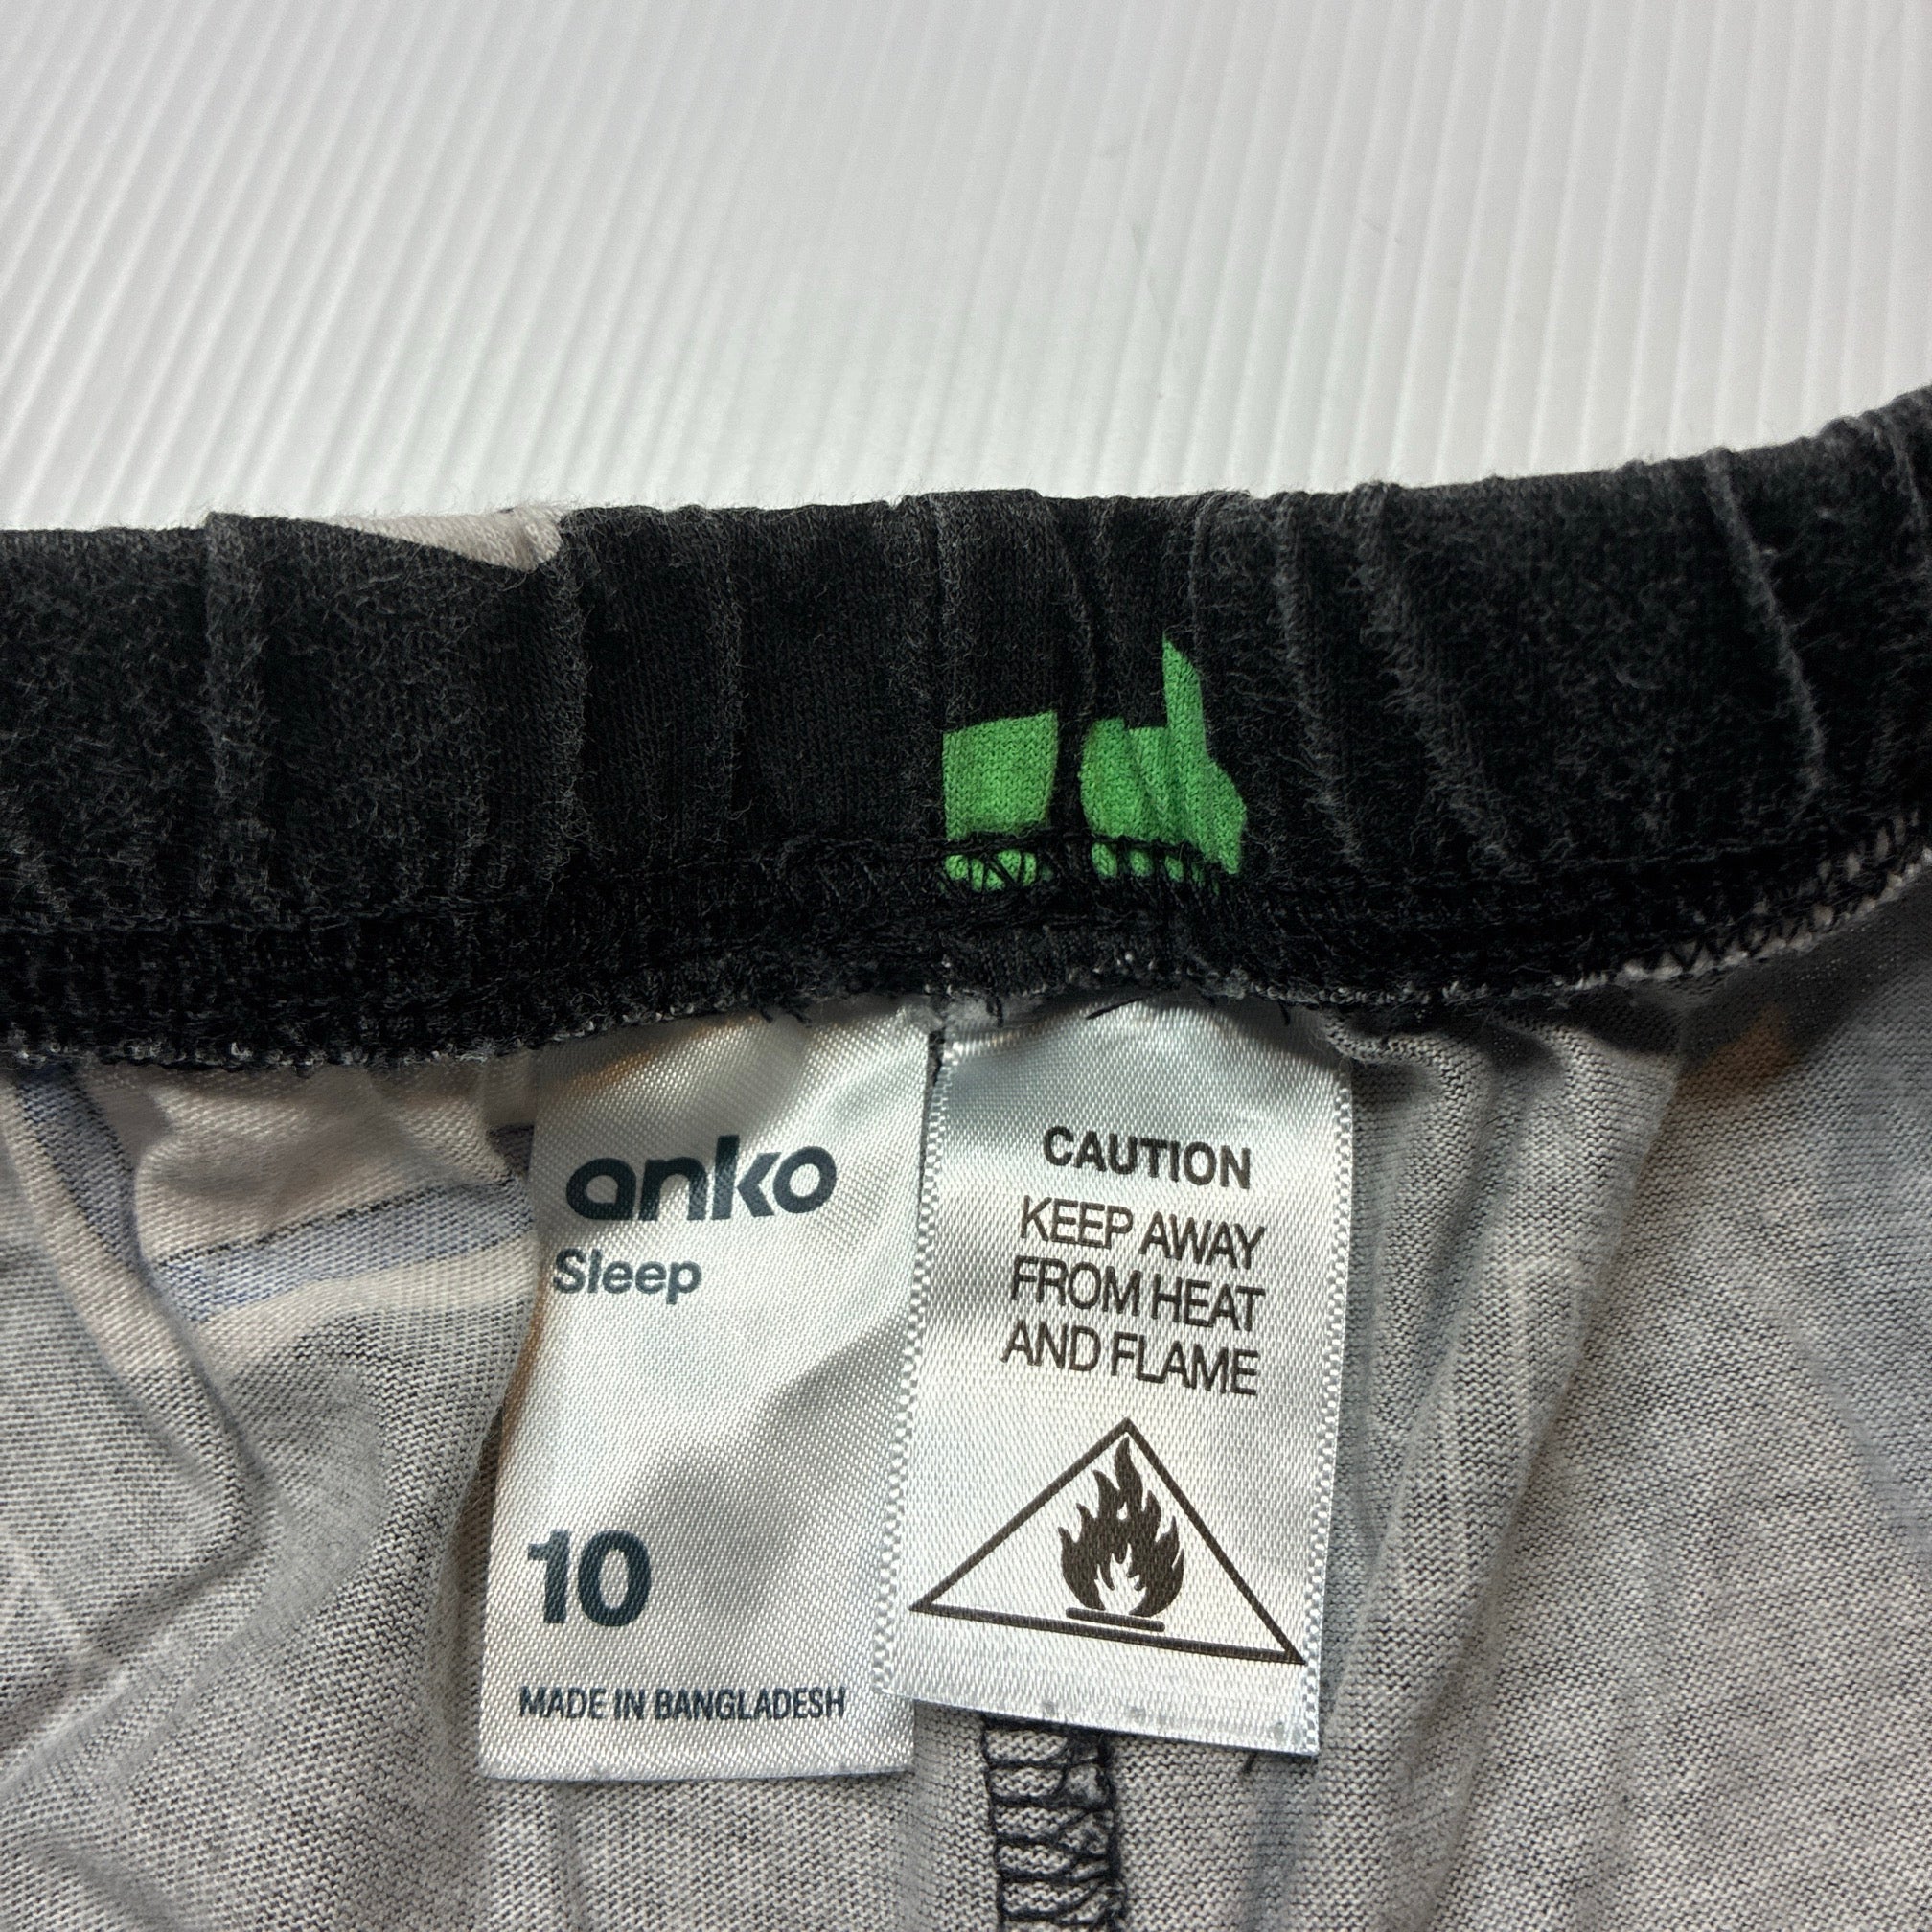 anko
Sleep
10
MADE IN BANGLADESH
CAUTION
KEEP AWAY
FROM HEAT
AND FLAME